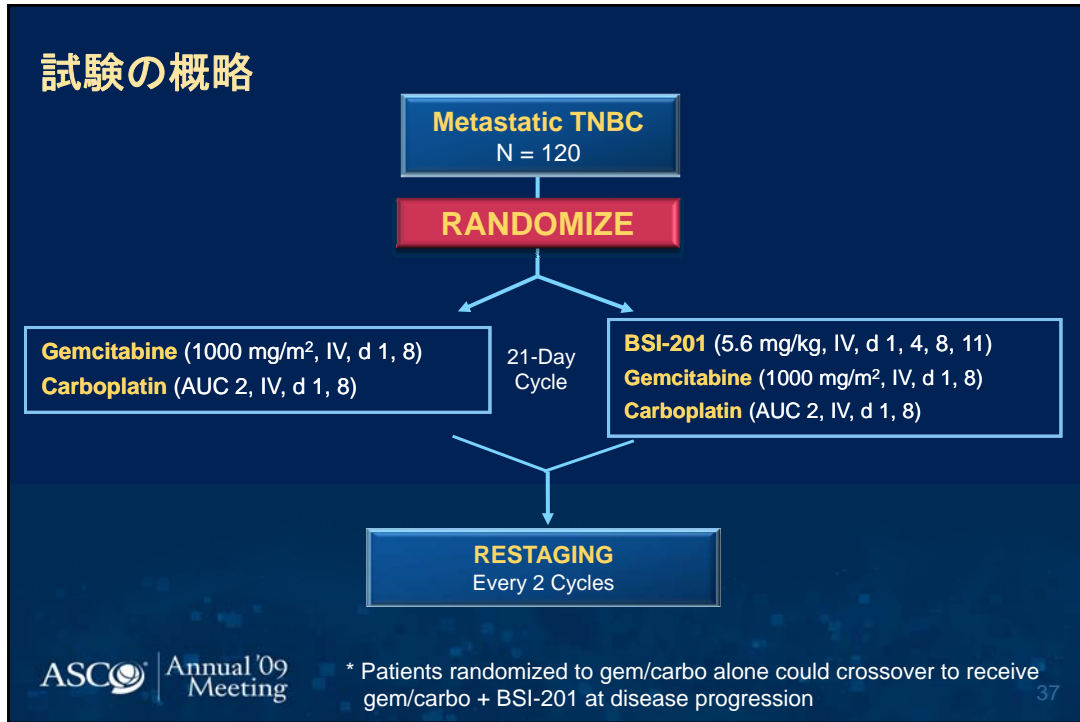 試験の概略
Metastatic TNBC
N = 120
RANDOMIZE
Gemcitabine (1000 mg/m², IV, d 1, 8)
Carboplatin (AUC 2, IV, d 1, 8)
21-Day
Cycle
BSI-201 (5.6 mg/kg, IV, d 1, 4, 8, 11)
Gemcitabine (1000 mg/m², IV, d 1, 8)
Carboplatin (AUC 2, IV, d 1, 8)
RESTAGING
Every 2 Cycles
ASCO Annual '09
Meeting
* Patients randomized to gem/carbo alone could crossover to receive
gem/carbo + BSI-201 at disease progression
37